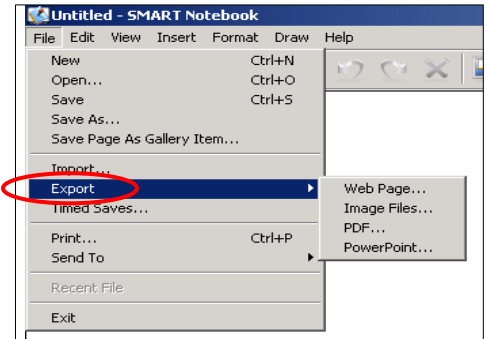 Untitled - SMART Notebook
File Edit View Insert Format Draw Help
New Ctrl+N
Open... Ctrl+O
Save Ctrl+S
Save As...
Save Page As Gallery Item...
Import...
Export
Timed Saves...
Print... Ctrl+P
Send To
Recent File
Exit
Web Page...
Image Files...
PDF...
PowerPoint...